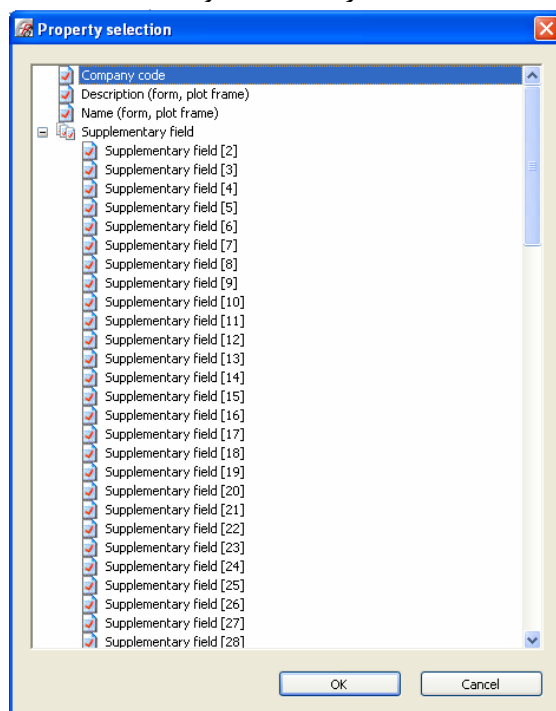 Property selection
Company code
Description (form, plot frame)
Name (form, plot frame)
Supplementary field
Supplementary field [2]
Supplementary field [3]
Supplementary field [4]
Supplementary field [5]
Supplementary field [6]
Supplementary field [7]
Supplementary field [8]
Supplementary field [9]
Supplementary field [10]
Supplementary field [11]
Supplementary field [12]
Supplementary field [13]
Supplementary field [14]
Supplementary field [15]
Supplementary field [16]
Supplementary field [17]
Supplementary field [18]
Supplementary field [19]
Supplementary field [20]
Supplementary field [21]
Supplementary field [22]
Supplementary field [23]
Supplementary field [24]
Supplementary field [25]
Supplementary field [26]
Supplementary field [27]
Supplementary field [28]
OK Cancel